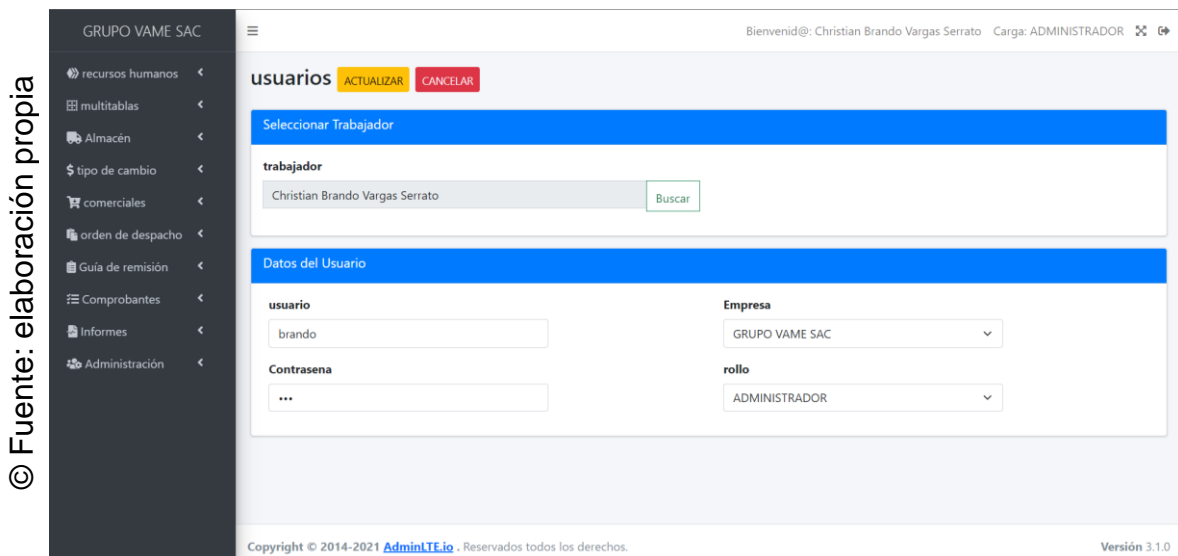 © Fuente: elaboración propia
GRUPO VAME SAC
Bienvenid@: Christian Brando Vargas Serrato Carga: ADMINISTRADOR
recursos humanos
multitablas
Almacén
$ tipo de cambio
comerciales
orden de despacho
Guía de remisión
Comprobantes
Informes
Administración
usuarios ACTUALIZAR CANCELAR
Seleccionar Trabajador
trabajador
Christian Brando Vargas Serrato Buscar
Datos del Usuario
usuario Empresa
brando GRUPO VAME SAC
Contrasena rollo
••• ADMINISTRADOR
Copyright © 2014-2021 AdminLTE.io . Reservados todos los derechos. Versión 3.1.0